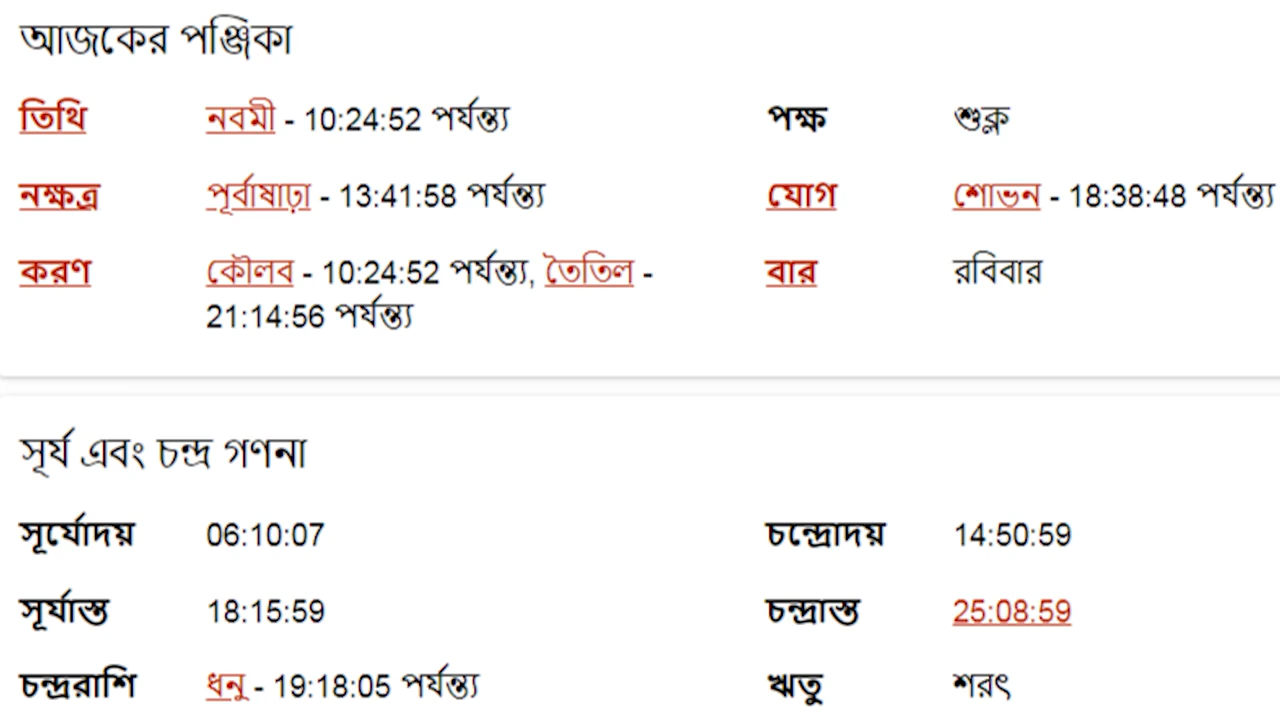 আজকের পঞ্জিকা
তিথি নবমী - 10:24:52 পর্যন্ত্য পক্ষ শুক্ল
নক্ষত্র পূর্বাষাঢ়া - 13:41:58 পর্যন্ত্য যোগ শোভন - 18:38:48 পর্যন্ত্য
করণ কৌলব - 10:24:52 পর্যন্ত্য, তৈতিল - বার রবিবার
21:14:56 পর্যন্ত্য
সূর্য এবং চন্দ্র গণনা
সূর্যোদয় 06:10:07 চন্দ্রোদয় 14:50:59
সূর্যাস্ত 18:15:59 চন্দ্রাস্ত 25:08:59
চন্দ্ররাশি ধনু - 19:18:05 পর্যন্ত্য ঋতু শরৎ